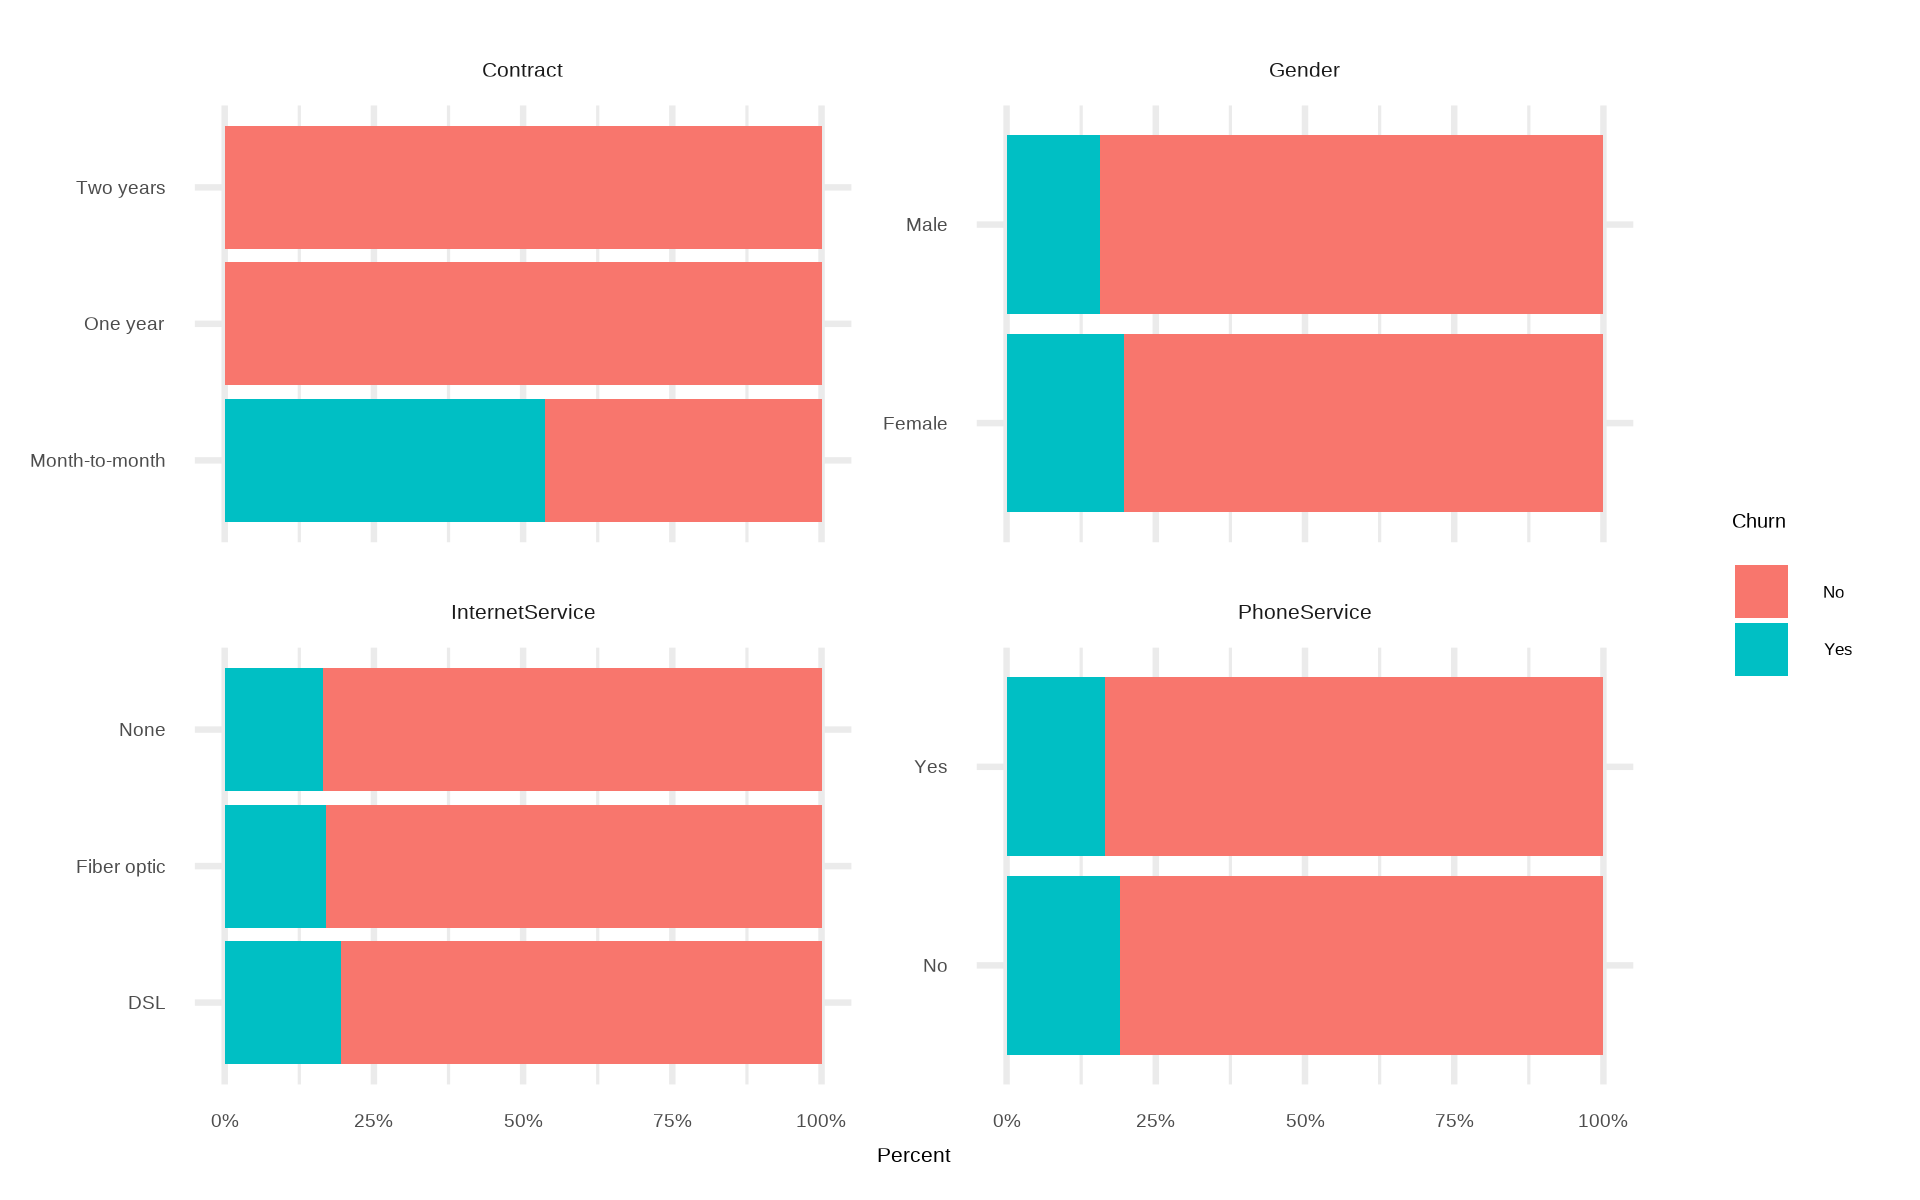 Contract
Gender
Two years
One year
Month-to-month
Male
Female
InternetService
PhoneService
None
Fiber optic
DSL
Yes
No
0%
25%
50%
75%
100%
0%
25%
50%
75%
100%
Percent
Churn
No
Yes